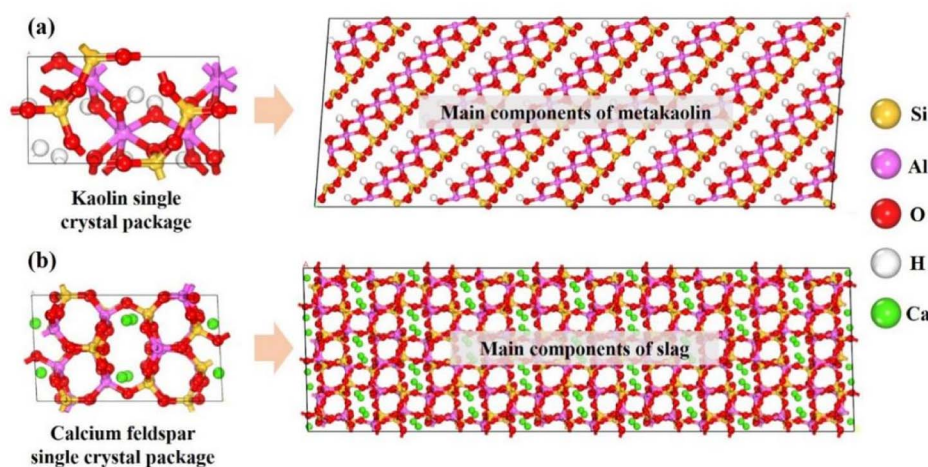 (a)
Main components of metakaolin
Kaolin single
crystal package
(b)
Main components of slag
Calcium feldspar
single crystal package
Si
Al
O
H
Ca